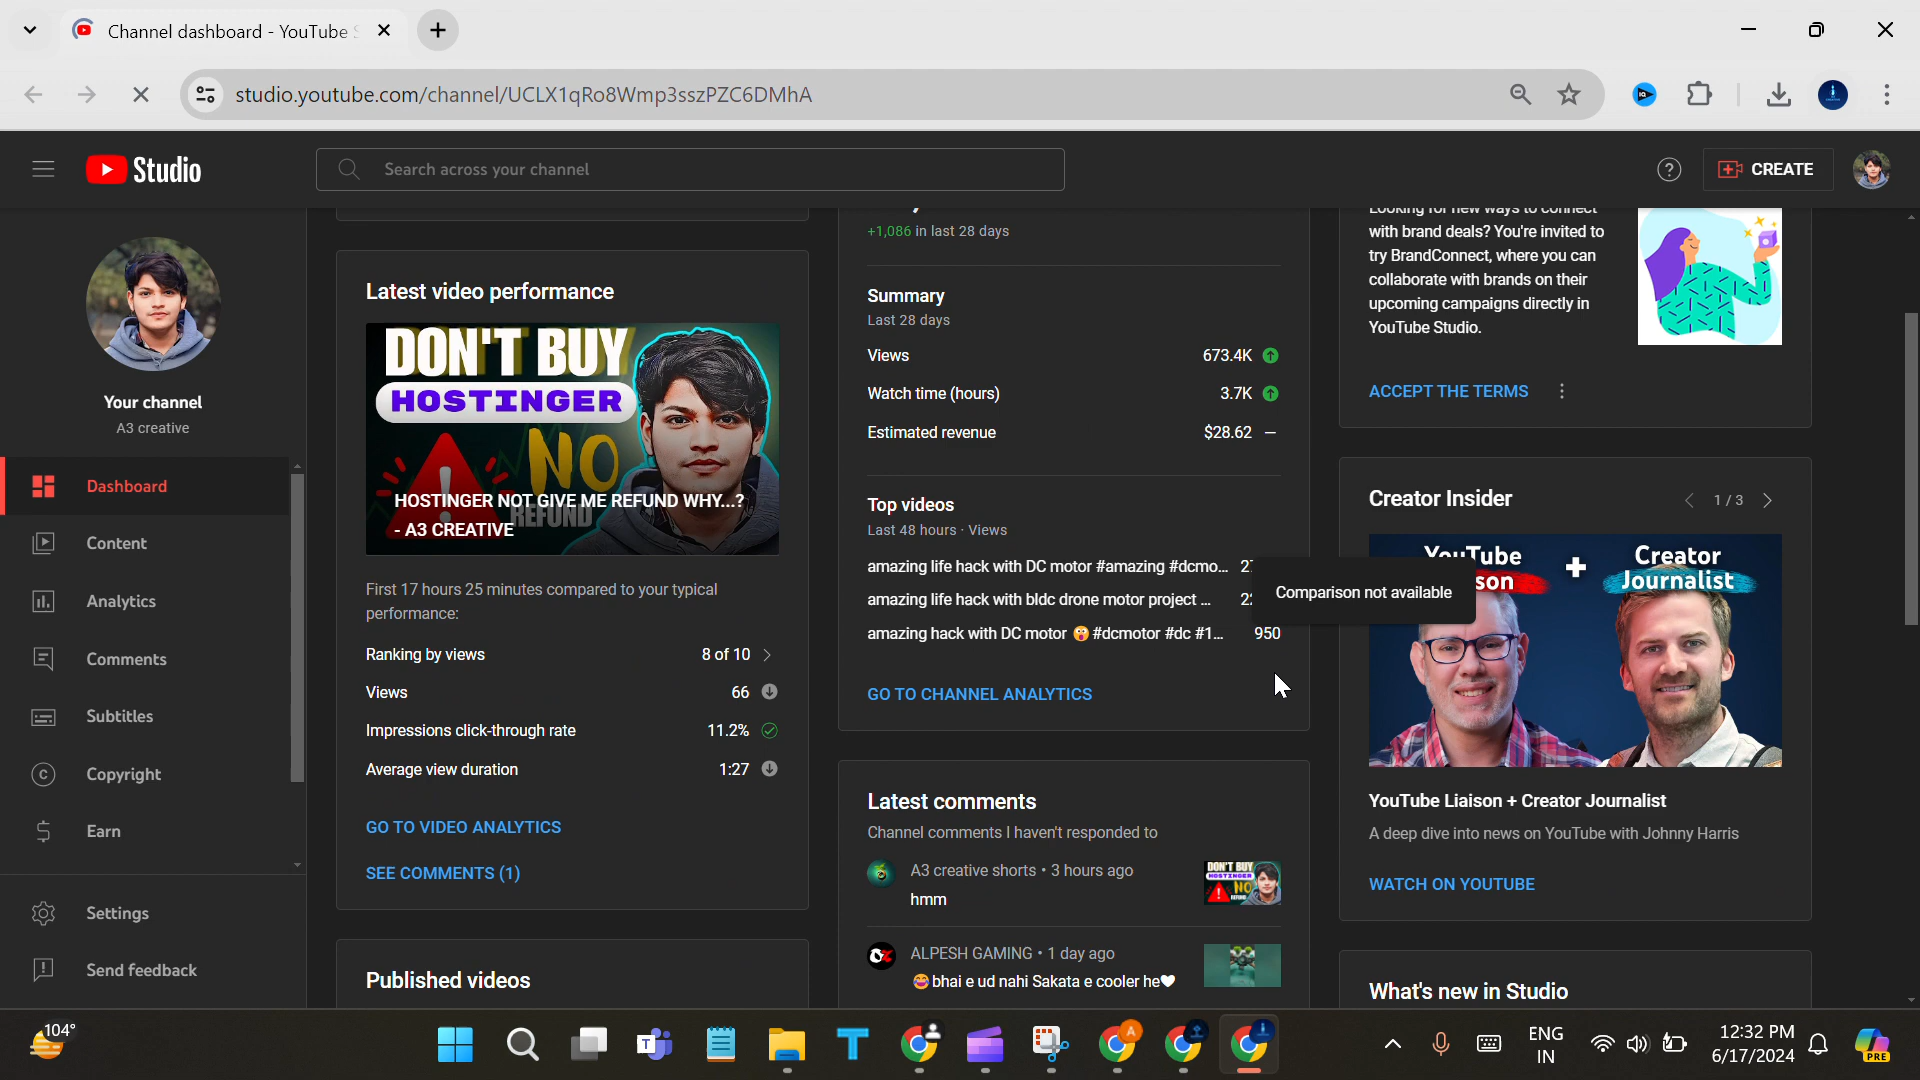 Channel dashboard - YouTube
studio.youtube.com/channel/UCLX1qRo8Wmp3sszPZC6DMhA
Studio
Search across your channel
CREATE
Your channel
A3 creative
Dashboard
Content
Analytics
Comments
Subtitles
Copyright
Earn
Settings
Send feedback
Latest video performance
DON'T BUY
HOSTINGER
NO
REFUND
HOSTINGER NOT GIVE ME REFUND WHY...?
- A3 CREATIVE
First 17 hours 25 minutes compared to your typical
performance:
Ranking by views 8 of 10
Views 66
Impressions click-through rate 11.2%
Average view duration 1:27
GO TO VIDEO ANALYTICS
SEE COMMENTS (1)
Published videos
+1,086 in last 28 days
Summary
Last 28 days
Views 673.4K
Watch time (hours) 3.7K
Estimated revenue $28.62 —
Top videos
Last 48 hours · Views
amazing life hack with DC motor #amazing #dcmo...
amazing life hack with bldc drone motor project ...
amazing hack with DC motor 😲 #dcmotor #dc #1... 950
GO TO CHANNEL ANALYTICS
Comparison not available
Latest comments
Channel comments I haven't responded to
A3 creative shorts • 3 hours ago
hmm
DON'T BUY
HOSTINGER
NO
ALPESH GAMING • 1 day ago
😂 bhai e ud nahi Sakata e cooler he♥
Looking for new ways to connect
with brand deals? You're invited to
try BrandConnect, where you can
collaborate with brands on their
upcoming campaigns directly in
YouTube Studio.
ACCEPT THE TERMS
Creator Insider 1 / 3
YouTube + Creator
Journalist
YouTube Liaison + Creator Journalist
A deep dive into news on YouTube with Johnny Harris
WATCH ON YOUTUBE
What's new in Studio
104°
ENG
IN
12:32 PM
6/17/2024
PRE